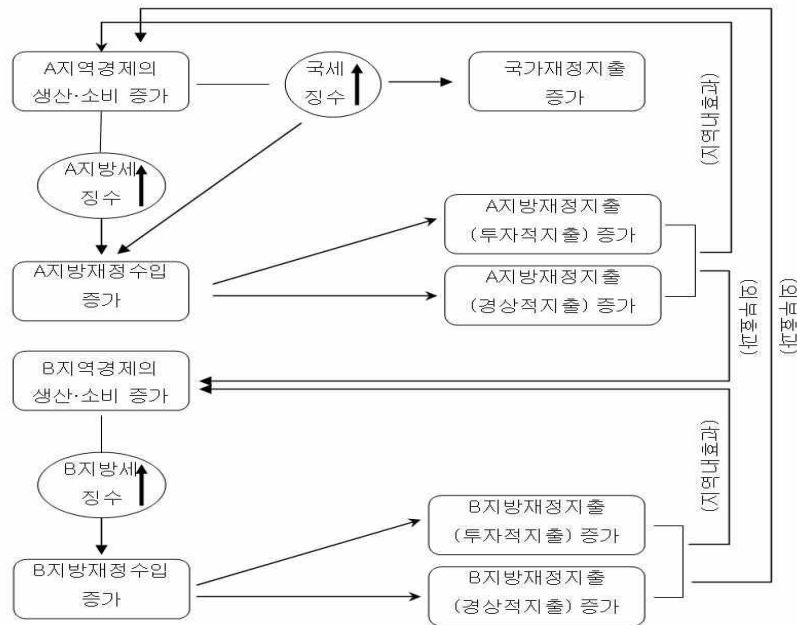 A지역경제의
생산·소비 증가
국세
징수
국가재정지출
증가
(지역내효과)
A지방세
징수
A지방재정지출
(투자적지출) 증가
A지방재정수입
증가
A지방재정지출
(경상적지출) 증가
(외부효과)
(외부효과)
B지역경제의
생산·소비 증가
(지역내효과)
B지방세
징수
B지방재정지출
(투자적지출) 증가
B지방재정수입
증가
B지방재정지출
(경상적지출) 증가